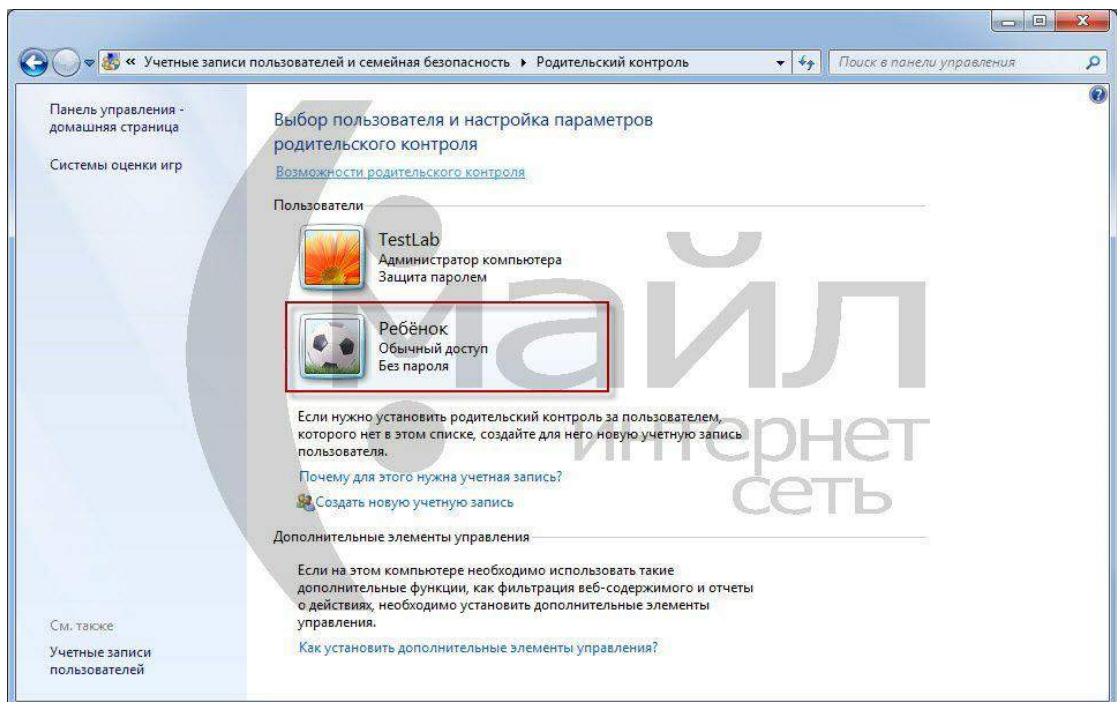 « Учетные записи пользователей и семейная безопасность ▸ Родительский контроль
Поиск в панели управления
Панель управления -
домашняя страница
Системы оценки игр
Выбор пользователя и настройка параметров
родительского контроля
Возможности родительского контроля
Пользователи
TestLab
Администратор компьютера
Защита паролем
Ребёнок
Обычный доступ
Без пароля
Если нужно установить родительский контроль за пользователем,
которого нет в этом списке, создайте для него новую учетную запись
пользователя.
Почему для этого нужна учетная запись?
Создать новую учетную запись
Дополнительные элементы управления
Если на этом компьютере необходимо использовать такие
дополнительные функции, как фильтрация веб-содержимого и отчеты
о действиях, необходимо установить дополнительные элементы
управления.
Как установить дополнительные элементы управления?
См. также
Учетные записи
пользователей
майл
интернет
сеть